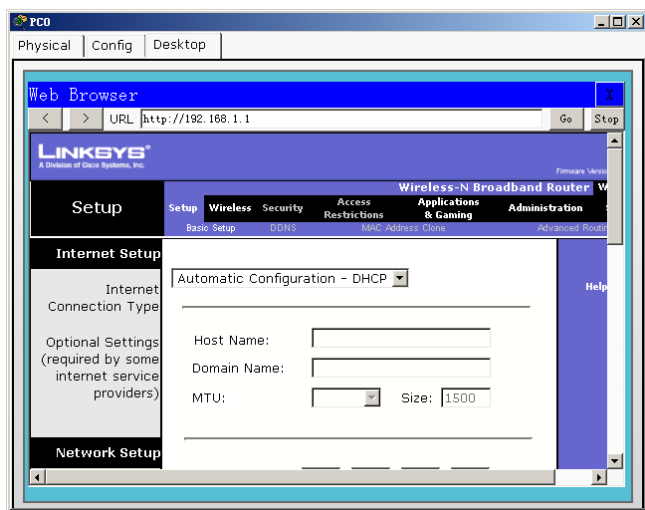 PC0
Physical Config Desktop
Web Browser X
< > URL http://192.168.1.1 Go Stop
LINKSYS®
A Division of Cisco Systems, Inc.
Firmware Versio
Wireless-N Broadband Router W
Setup
Setup Wireless Security Access Restrictions Applications & Gaming Administration
Basic Setup DDNS MAC Address Clone Advanced Routin
Internet Setup
Automatic Configuration - DHCP
Internet
Connection Type
Help
Optional Settings
(required by some
internet service
providers)
Host Name:
Domain Name:
MTU: Size: 1500
Network Setup